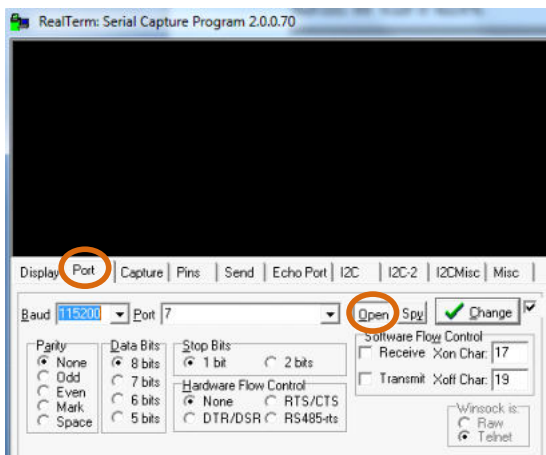 RealTerm: Serial Capture Program 2.0.0.70
Display Port Capture Pins Send Echo Port I2C I2C-2 I2CMisc Misc
Baud 115200 Port 7 Open Spy Change
Parity
None
Odd
Even
Mark
Space
Data Bits
8 bits
7 bits
6 bits
5 bits
Stop Bits
1 bit 2 bits
Hardware Flow Control
None RTS/CTS
DTR/DSR RS485-rts
Software Flow Control
Receive Xon Char: 17
Transmit Xoff Char: 19
Winsock is:
Raw
Telnet